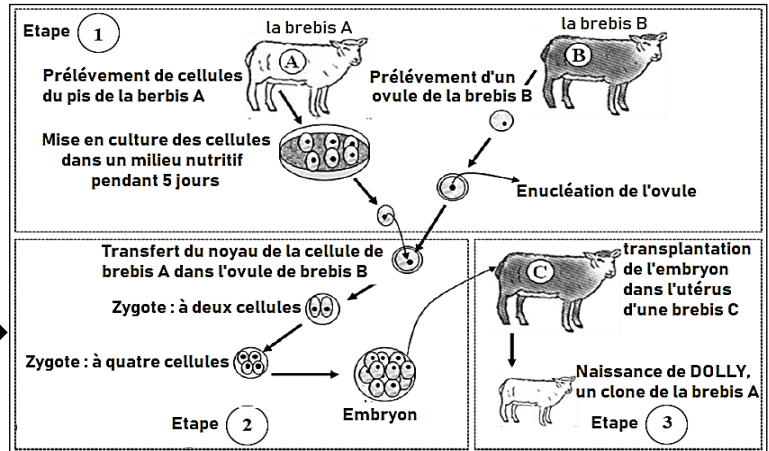 Etape 1
la brebis A
la brebis B
A
B
Prélévement de cellules
du pis de la berbis A
Prélévement d'un
ovule de la brebis B
Mise en culture des cellules
dans un milieu nutritif
pendant 5 jours
Enucléation de l'ovule
Transfert du noyau de la cellule de
brebis A dans l'ovule de brebis B
Zygote : à deux cellules
Zygote : à quatre cellules
Embryon
Etape 2
C
transplantation
de l'embryon
dans l'utérus
d'une brebis C
Naissance de DOLLY,
un clone de la brebis A
Etape 3